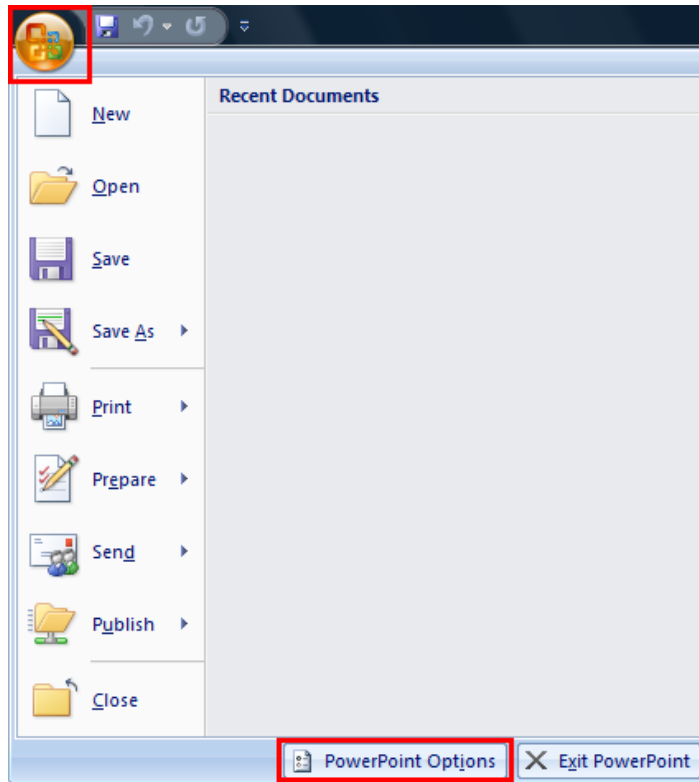 Recent Documents
New
Open
Save
Save As
Print
Prepare
Send
Publish
Close
PowerPoint Options
Exit PowerPoint